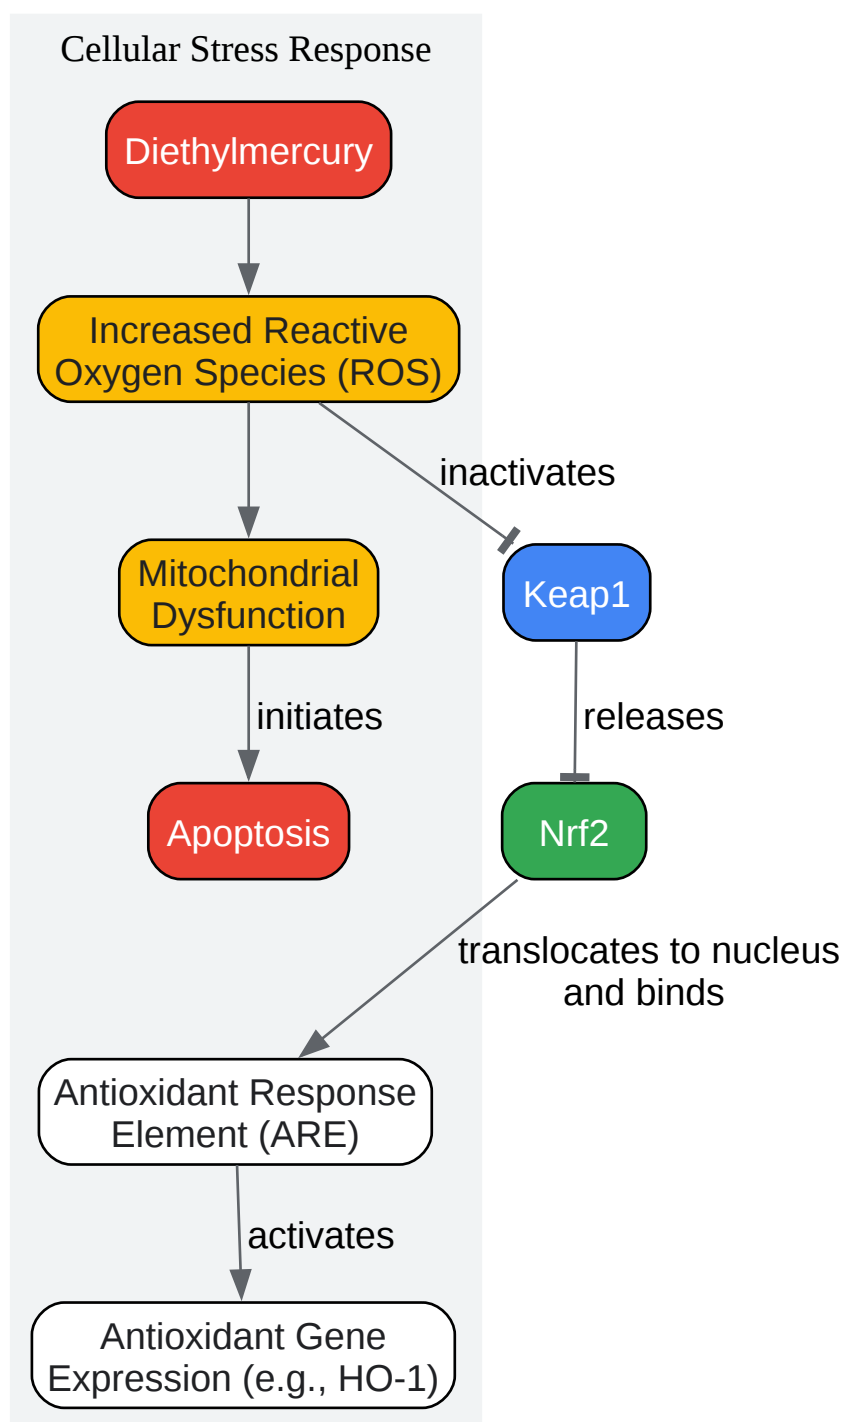 Cellular Stress Response
Diethylmercury
Increased Reactive
Oxygen Species (ROS)
inactivates
Mitochondrial
Dysfunction
Keap1
initiates
releases
Apoptosis
Nrf2
translocates to nucleus
and binds
Antioxidant Response
Element (ARE)
activates
Antioxidant Gene
Expression (e.g., HO-1)